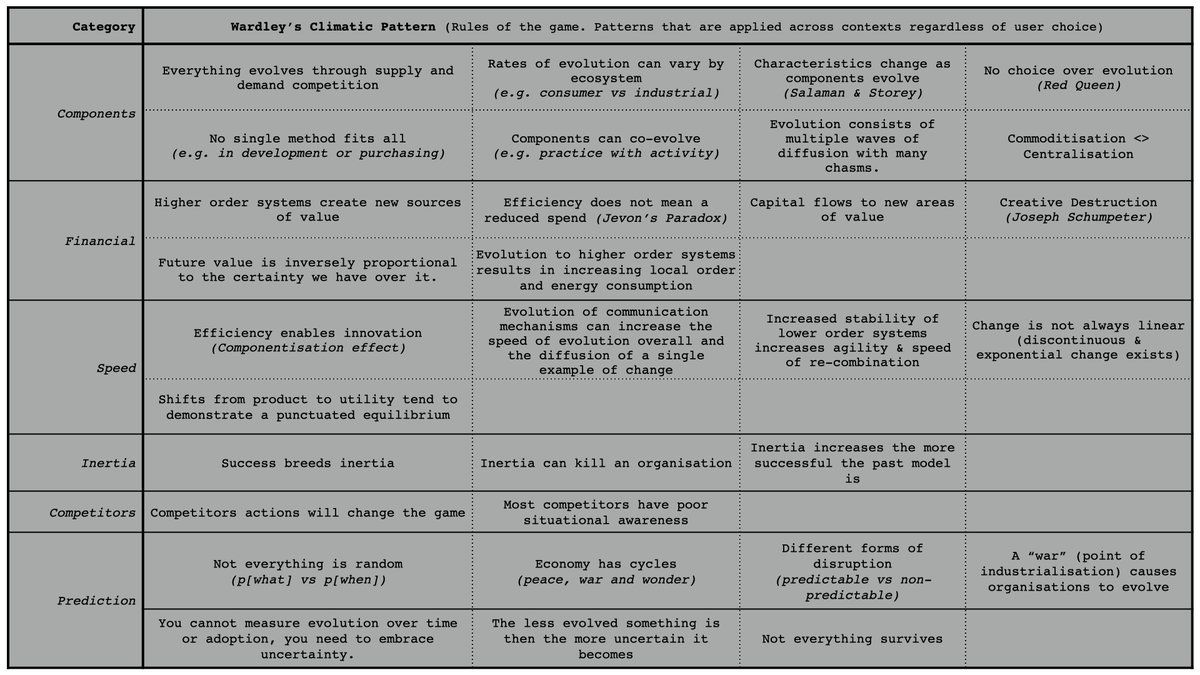 Category
Wardley's Climatic Pattern (Rules of the game. Patterns that are applied across contexts regardless of user choice)
Components
Everything evolves through supply and
demand competition
Rates of evolution can vary by
ecosystem
(e.g. consumer vs industrial)
Characteristics change as
components evolve
(Salaman & Storey)
No choice over evolution
(Red Queen)
No single method fits all
(e.g. in development or purchasing)
Components can co-evolve
(e.g. practice with activity)
Evolution consists of
multiple waves of
diffusion with many
chasms.
Commoditisation <>
Centralisation
Financial
Higher order systems create new sources
of value
Efficiency does not mean a
reduced spend (Jevon's Paradox)
Capital flows to new areas
of value
Creative Destruction
(Joseph Schumpeter)
Future value is inversely proportional
to the certainty we have over it.
Evolution to higher order systems
results in increasing local order
and energy consumption
Speed
Efficiency enables innovation
(Componentisation effect)
Evolution of communication
mechanisms can increase the
speed of evolution overall and
the diffusion of a single
example of change
Increased stability of
lower order systems
increases agility & speed
of re-combination
Change is not always linear
(discontinuous &
exponential change exists)
Shifts from product to utility tend to
demonstrate a punctuated equilibrium
Inertia
Success breeds inertia
Inertia can kill an organisation
Inertia increases the more
successful the past model
is
Competitors
Competitors actions will change the game
Most competitors have poor
situational awareness
Prediction
Not everything is random
(p[what] vs p[when])
Economy has cycles
(peace, war and wonder)
Different forms of
disruption
(predictable vs non-
predictable)
A “war” (point of
industrialisation) causes
organisations to evolve
You cannot measure evolution over time
or adoption, you need to embrace
uncertainty.
The less evolved something is
then the more uncertain it
becomes
Not everything survives